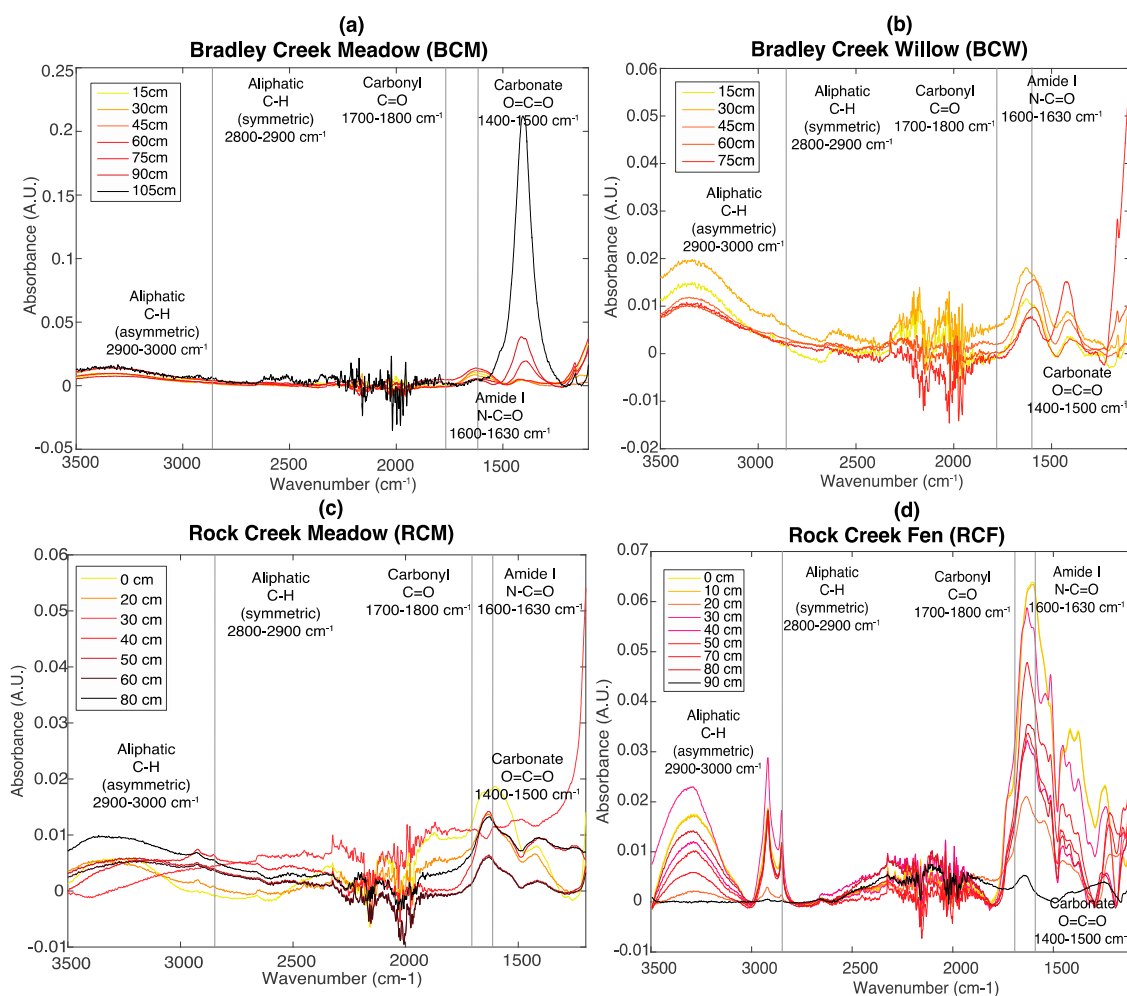 (a)
Bradley Creek Meadow (BCM)
0.25
0.2
0.15
0.1
0.05
0
-0.05
Absorbance (A.U.)
15cm
30cm
45cm
60cm
75cm
90cm
105cm
Aliphatic
C-H
(symmetric)
2800-2900 cm-1
Carbonyl
C=O
1700-1800 cm-1
Carbonate
O=C=O
1400-1500 cm-1
Aliphatic
C-H
(asymmetric)
2900-3000 cm-1
Amide I
N-C=O
1600-1630 cm-1
3500 3000 2500 2000 1500
Wavenumber (cm-1)
(b)
Bradley Creek Willow (BCW)
0.06
0.05
0.04
0.03
0.02
0.01
0
-0.01
-0.02
Absorbance (A.U.)
15cm
30cm
45cm
60cm
75cm
Aliphatic
C-H
(symmetric)
2800-2900 cm-1
Carbonyl
C=O
1700-1800 cm-1
Amide I
N-C=O
1600-1630 cm-1
Aliphatic
C-H
(asymmetric)
2900-3000 cm-1
Carbonate
O=C=O
1400-1500 cm-1
3500 3000 2500 2000 1500
Wavenumber (cm-1)
(c)
Rock Creek Meadow (RCM)
0.06
0.05
0.04
0.03
0.02
0.01
0
-0.01
Absorbance (A.U.)
0 cm
20 cm
30 cm
40 cm
50 cm
60 cm
80 cm
Aliphatic
C-H
(symmetric)
2800-2900 cm-1
Carbonyl
C=O
1700-1800 cm-1
Amide I
N-C=O
1600-1630 cm-1
Aliphatic
C-H
(asymmetric)
2900-3000 cm-1
Carbonate
O=C=O
1400-1500 cm-1
3500 3000 2500 2000 1500
Wavenumber (cm-1)
(d)
Rock Creek Fen (RCF)
0.07
0.06
0.05
0.04
0.03
0.02
0.01
0
-0.01
Absorbance (A.U.)
0 cm
10 cm
20 cm
30 cm
40 cm
50 cm
70 cm
80 cm
90 cm
Aliphatic
C-H
(symmetric)
2800-2900 cm-1
Carbonyl
C=O
1700-1800 cm-1
Amide I
N-C=O
1600-1630 cm-1
Aliphatic
C-H
(asymmetric)
2900-3000 cm-1
Carbonate
O=C=O
1400-1500 cm-1
3500 3000 2500 2000 1500
Wavenumber (cm-1)